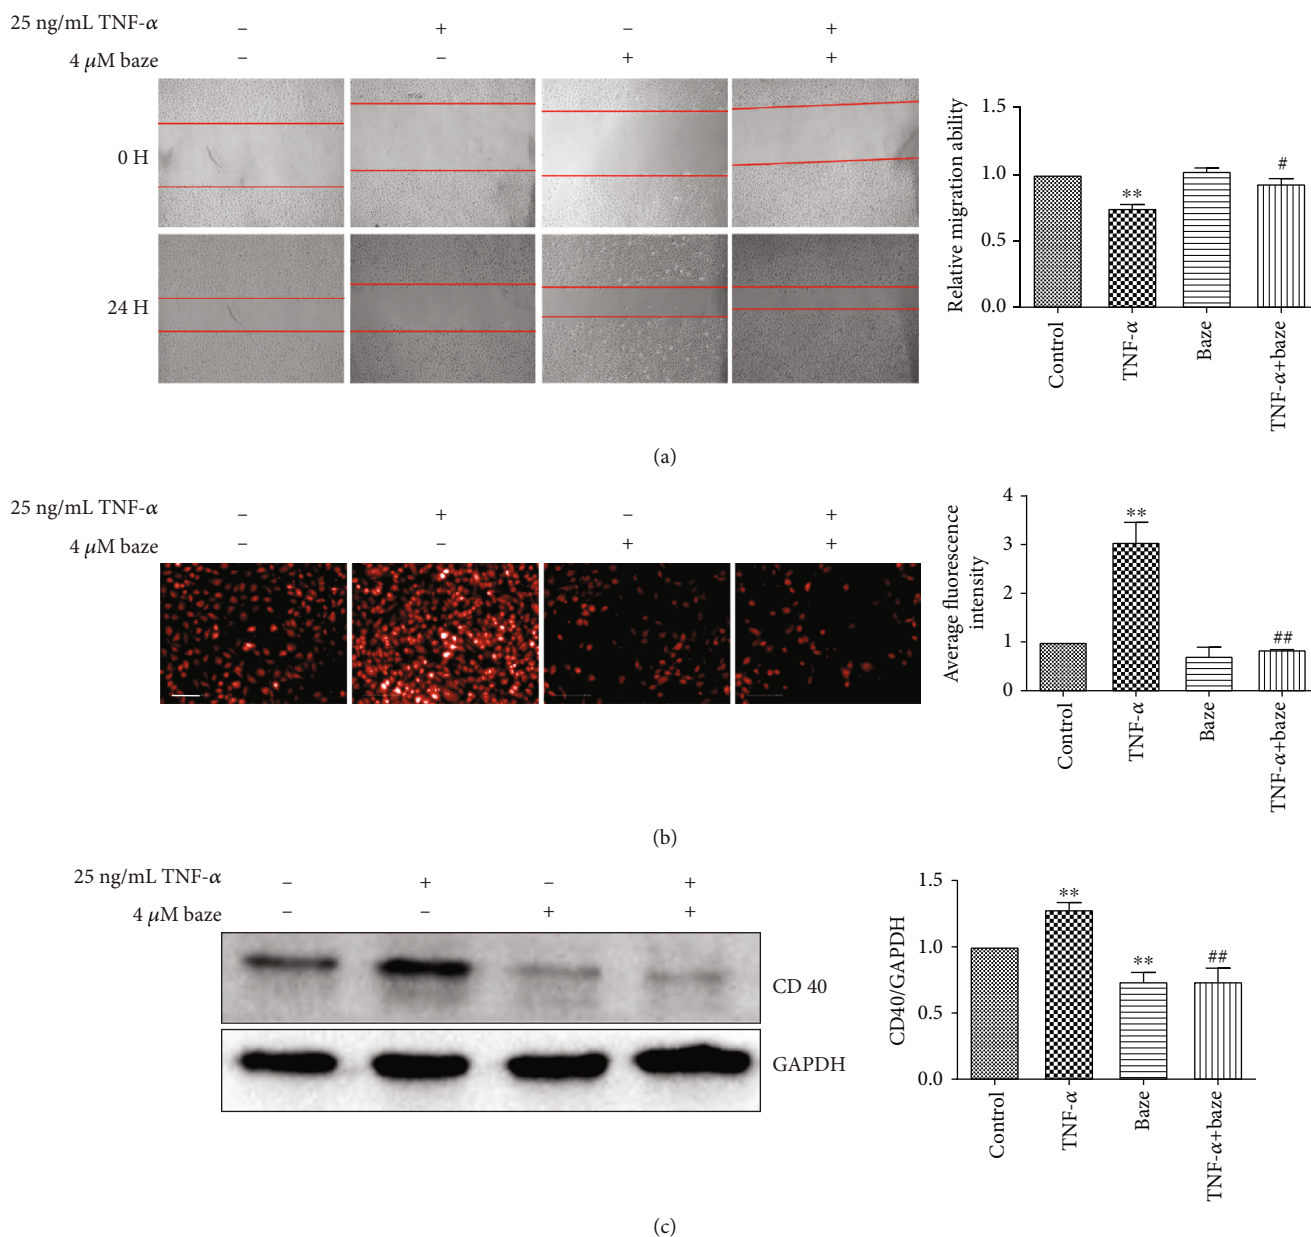 25 ng/mL TNF-α – + – +
4 μM baze – – + +
0 H
24 H
Relative migration ability
1.5
1.0
0.5
0.0
**
#
Control
TNF-α
Baze
TNF-α+baze
(a)
25 ng/mL TNF-α – + – +
4 μM baze – – + +
Average fluorescence
intensity
4
3
2
1
0
**
##
Control
TNF-α
Baze
TNF-α+baze
(b)
25 ng/mL TNF-α – + – +
4 μM baze – – + +
CD 40
GAPDH
CD40/GAPDH
1.5
1.0
0.5
0.0
**
**
##
Control
TNF-α
Baze
TNF-α+baze
(c)